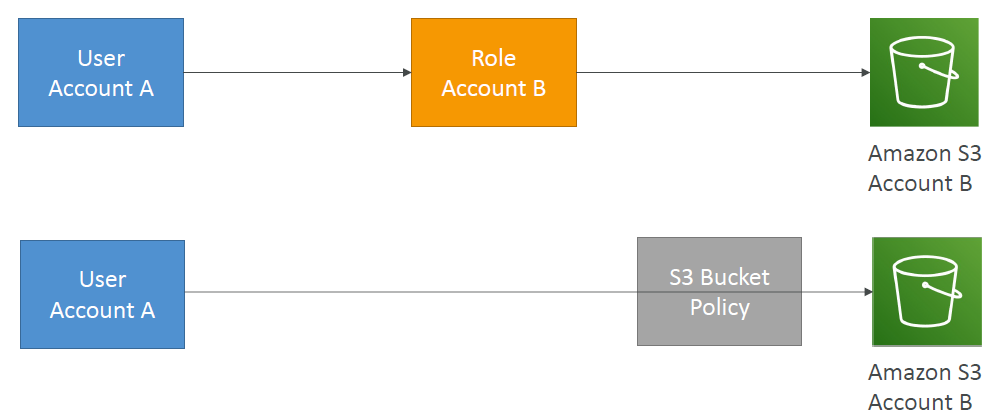 User
Account A
Role
Account B
Amazon S3
Account B
User
Account A
S3 Bucket
Policy
Amazon S3
Account B